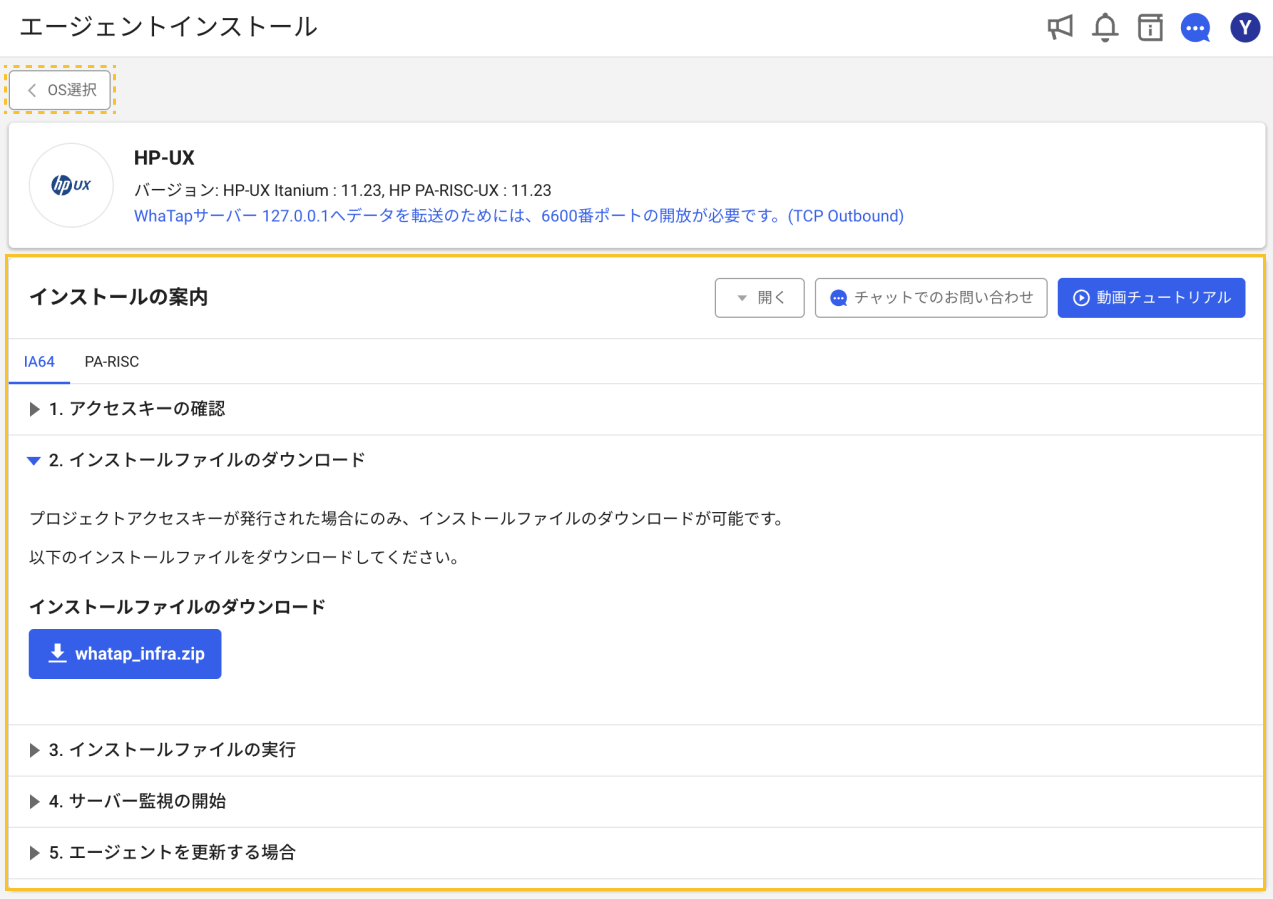 エージェントインストール
Y
OS選択
hp UX
HP-UX
バージョン: HP-UX Itanium : 11.23, HP PA-RISC-UX : 11.23
WhaTapサーバー 127.0.0.1へデータを転送のためには、6600番ポートの開放が必要です。(TCP Outbound)
インストールの案内
開く
チャットでのお問い合わせ
動画チュートリアル
IA64
PA-RISC
1. アクセスキーの確認
2. インストールファイルのダウンロード
プロジェクトアクセスキーが発行された場合にのみ、インストールファイルのダウンロードが可能です。
以下のインストールファイルをダウンロードしてください。
インストールファイルのダウンロード
whatap_infra.zip
3. インストールファイルの実行
4. サーバー監視の開始
5. エージェントを更新する場合